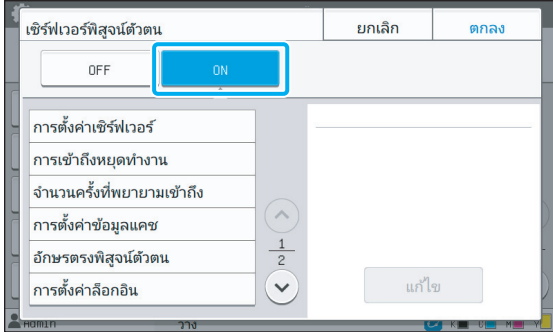 เซิร์ฟเวอร์พิสูจน์ตัวตน
ยกเลิก
ตกลง
OFF
ON
การตั้งค่าเซิร์ฟเวอร์
การเข้าถึงหยุดทำงาน
จำนวนครั้งที่พยายามเข้าถึง
การตั้งค่าข้อมูลแคช
อักษรตรงพิสูจน์ตัวตน
การตั้งค่าล็อกอิน
1
2
แก้ไข
Admin
ว่าง
K C M Y